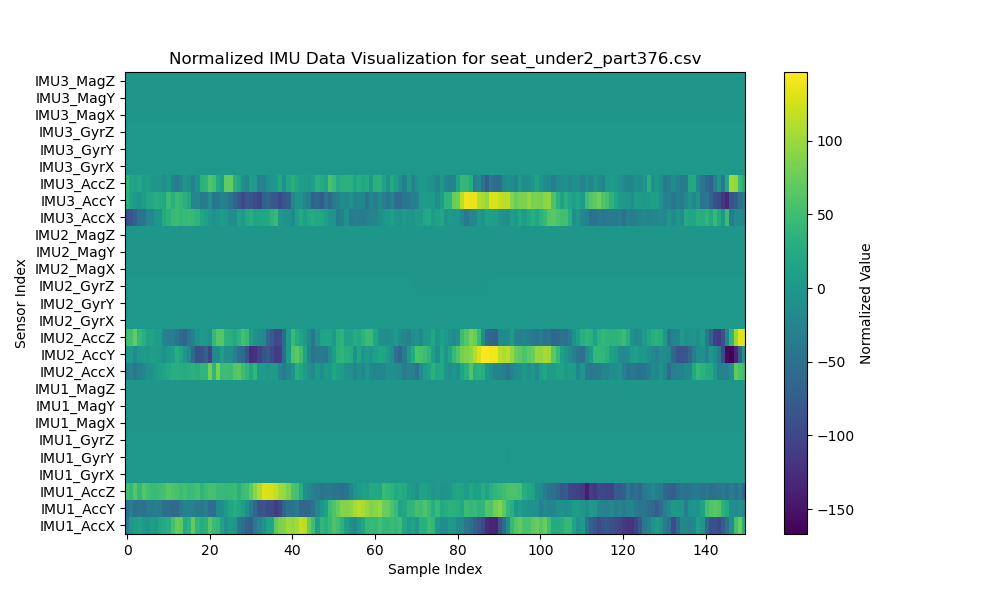 Normalized IMU Data Visualization for seat_under2_part376.csv
IMU3_MagZ
IMU3_MagY
IMU3_MagX
IMU3_GyrZ
IMU3_GyrY
IMU3_GyrX
IMU3_AccZ
IMU3_AccY
IMU3_AccX
IMU2_MagZ
IMU2_MagY
IMU2_MagX
IMU2_GyrZ
IMU2_GyrY
IMU2_GyrX
IMU2_AccZ
IMU2_AccY
IMU2_AccX
IMU1_MagZ
IMU1_MagY
IMU1_MagX
IMU1_GyrZ
IMU1_GyrY
IMU1_GyrX
IMU1_AccZ
IMU1_AccY
IMU1_AccX
Sensor Index
0 20 40 60 80 100 120 140
Sample Index
100
50
0
−50
−100
−150
Normalized Value